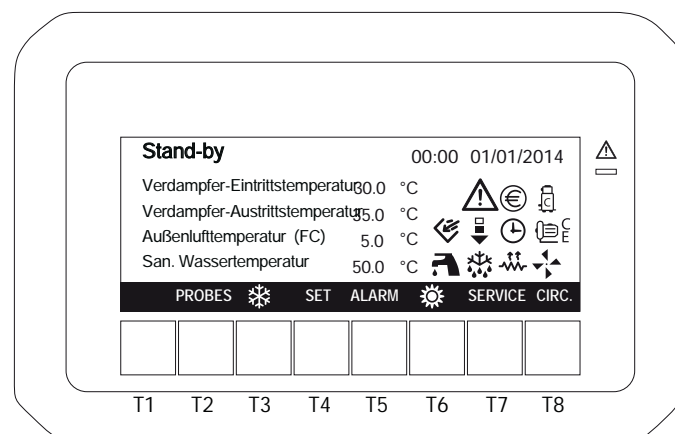 Stand-by 00:00 01/01/2014
Verdampfer-Eintrittstemperatur 30.0 °C
Verdampfer-Austrittstemperatur 35.0 °C
Außenlufttemperatur (FC) 5.0 °C
San. Wassertemperatur 50.0 °C
C
C
E
PROBES SET ALARM SERVICE CIRC.
T1 T2 T3 T4 T5 T6 T7 T8